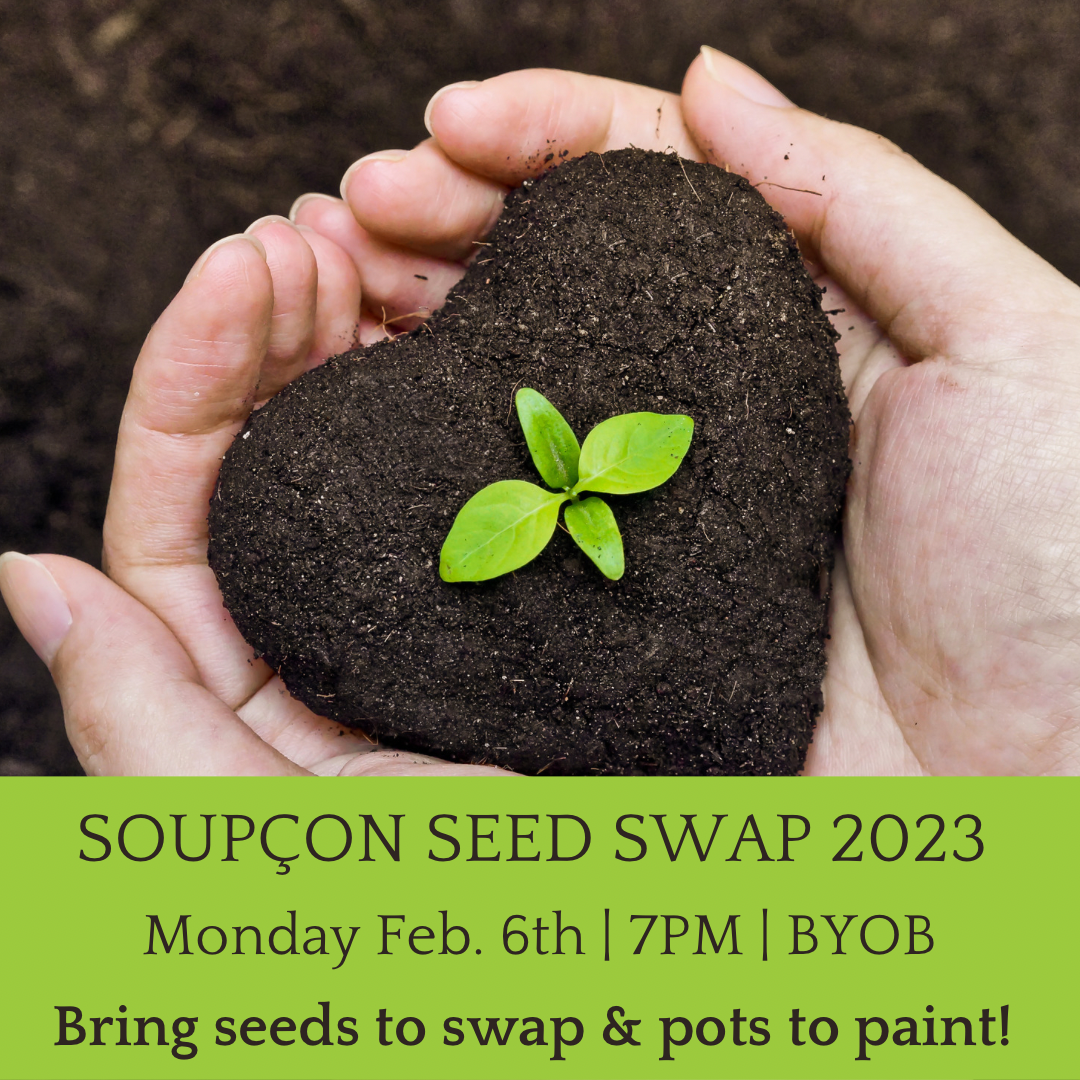 SOUPÇON SEED SWAP 2023
Monday Feb. 6th | 7PM | BYOB
Bring seeds to swap & pots to paint!